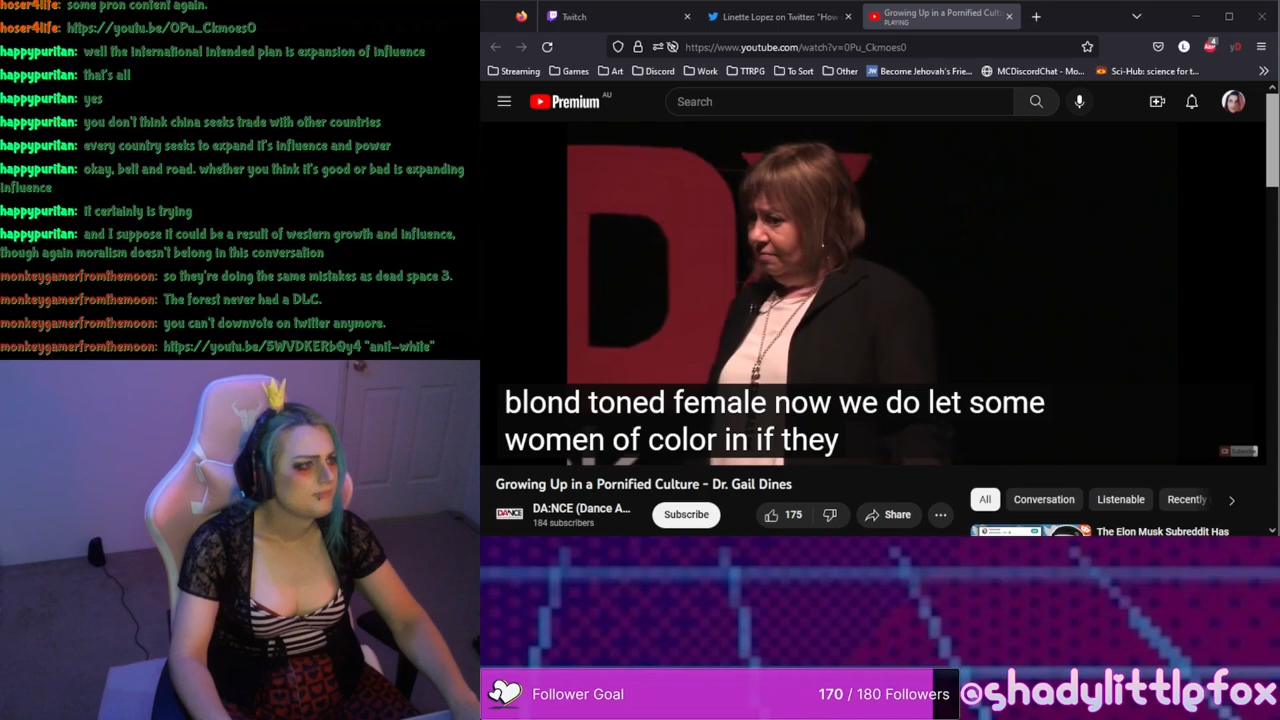 hoser4life: some pron content again.
hoser4life: https://youtu.be/0Pu_Ckmoes0
happypuritan: well the international intended plan is expansion of influence
happypuritan: that's all
happypuritan: yes
happypuritan: you don't think china seeks trade with other countries
happypuritan: every country seeks to expand it's influence and power
happypuritan: okay, belt and road. whether you think it's good or bad is expanding
influence
happypuritan: it certainly is trying
happypuritan: and I suppose it could be a result of western growth and influence,
though again moralism doesn't belong in this conversation
monkeygamerfromthemoon: so they're doing the same mistakes as dead space 3.
monkeygamerfromthemoon: The forest never had a DLC.
monkeygamerfromthemoon: you can't downvote on twitter anymore.
monkeygamerfromthemoon: https://youtu.be/5WVDKERbQy4 "anit-white"
Twitch
Linette Lopez on Twitter: "How
Growing Up in a Pornified Cult
PLAYING
https://www.youtube.com/watch?v=0Pu_Ckmoes0
Streaming Games Art Discord Work TTRPG To Sort Other Become Jehovah's Frie... MCDiscordChat - Mo... Sci-Hub: science for t...
Premium AU
Search
blond toned female now we do let some
women of color in if they
Subscribe
Growing Up in a Pornified Culture - Dr. Gail Dines
DA:NCE (Dance A...
184 subscribers
Subscribe
175
Share
All Conversation Listenable Recently
The Elon Musk Subreddit Has
Follower Goal 170 / 180 Followers
@shadylittlefox